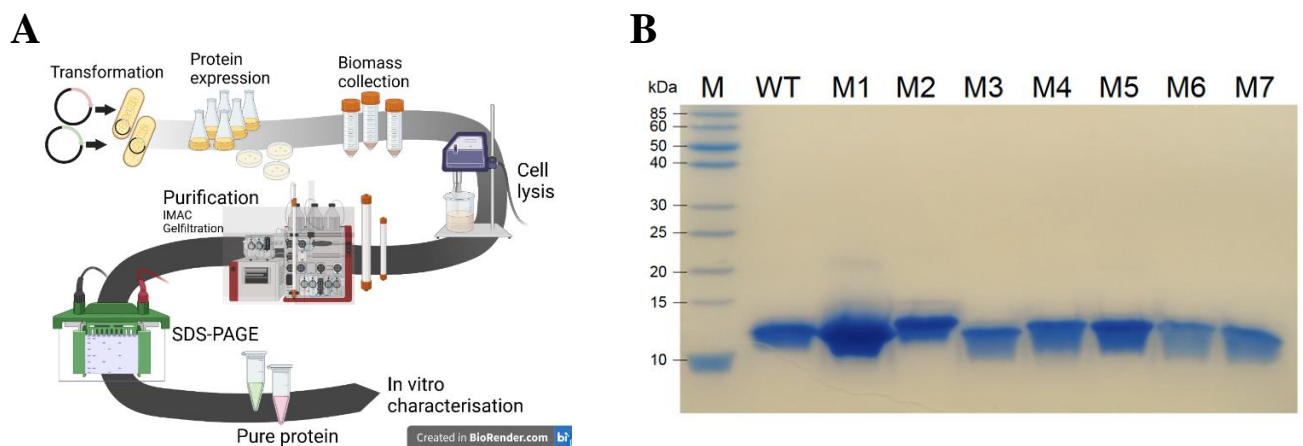 A
Transformation
Protein
expression
Biomass
collection
Cell
lysis
Purification
IMAC
Gelfiltration
SDS-PAGE
Pure protein
In vitro
characterisation
Created in BioRender.com bi
B
kDa M WT M1 M2 M3 M4 M5 M6 M7
85
60
50
40
30
25
20
15
10